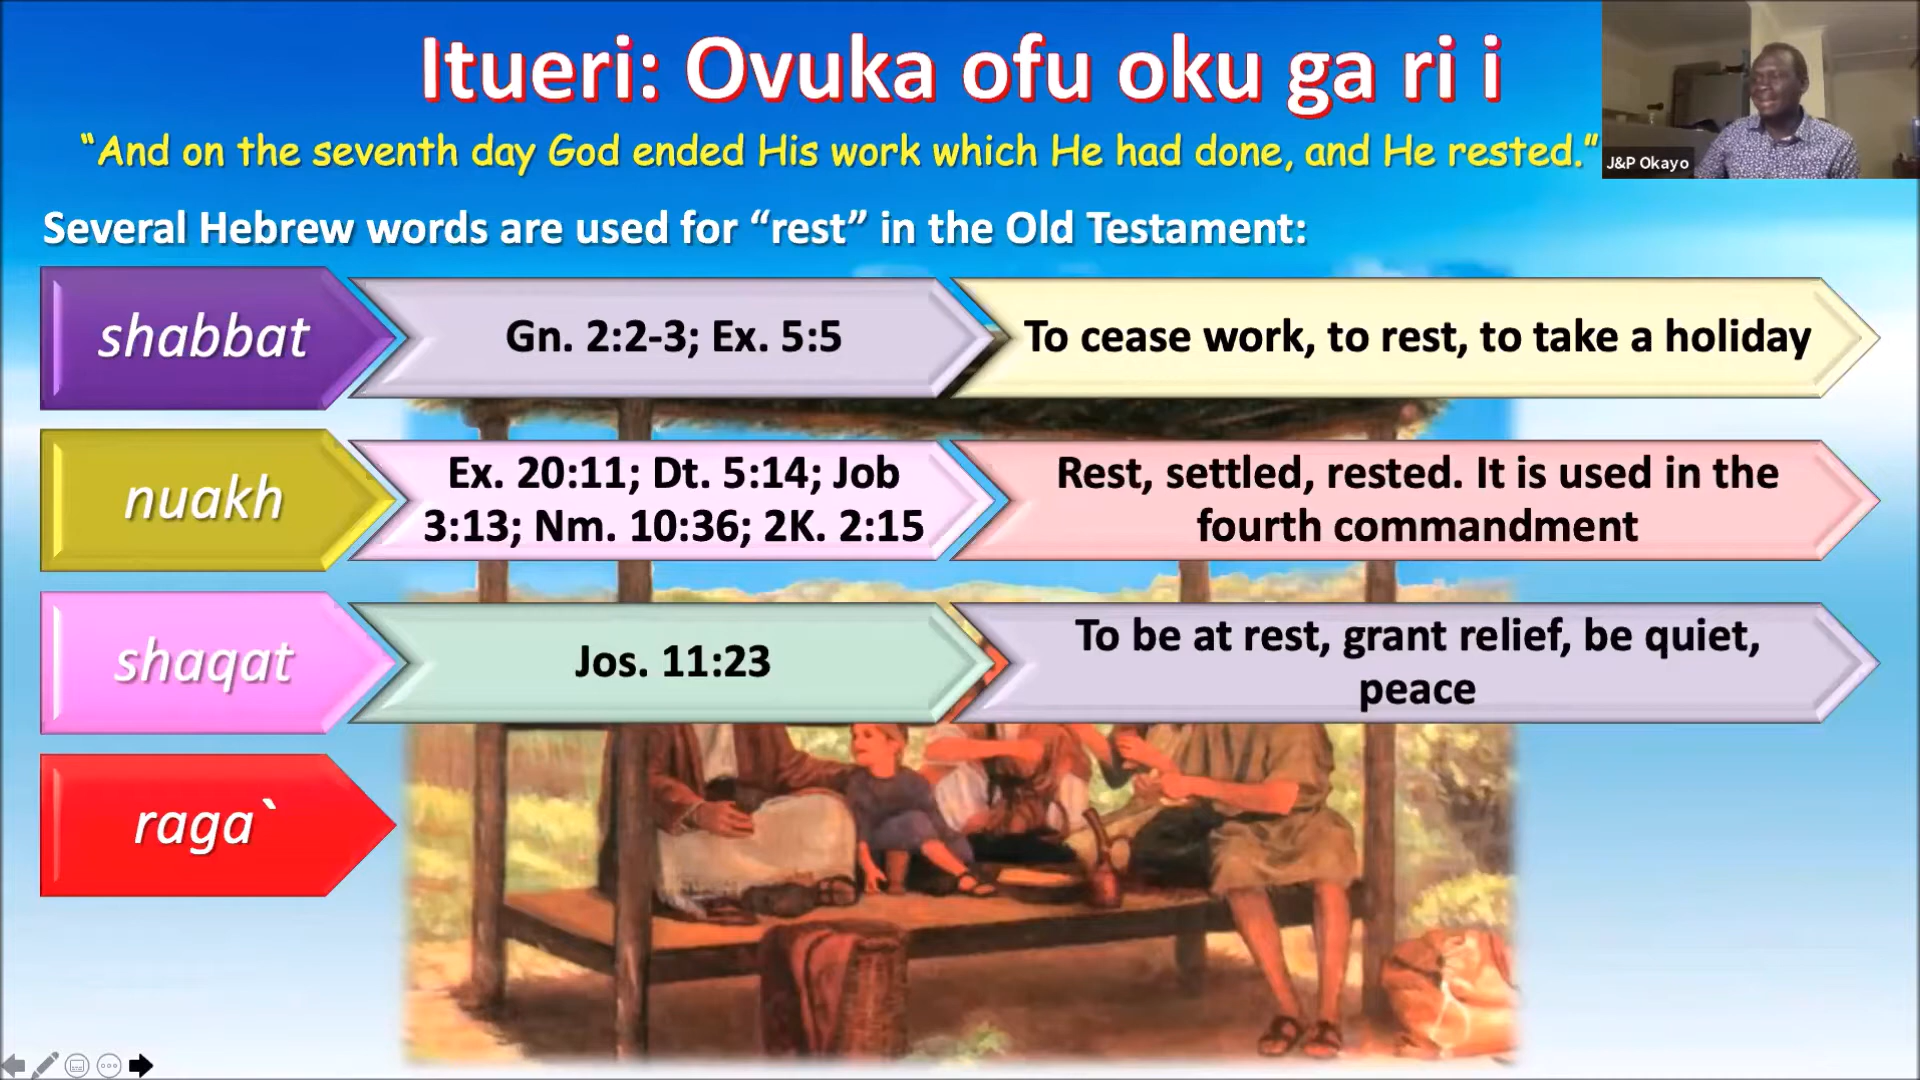 Itueri: Ovuka ofu oku ga ri i
“And on the seventh day God ended His work which He had done, and He rested.”
J&P Okayo
Several Hebrew words are used for “rest” in the Old Testament:
shabbat
Gn. 2:2-3; Ex. 5:5
To cease work, to rest, to take a holiday
nuakh
Ex. 20:11; Dt. 5:14; Job
3:13; Nm. 10:36; 2K. 2:15
Rest, settled, rested. It is used in the
fourth commandment
shaqat
Jos. 11:23
To be at rest, grant relief, be quiet,
peace
raga`